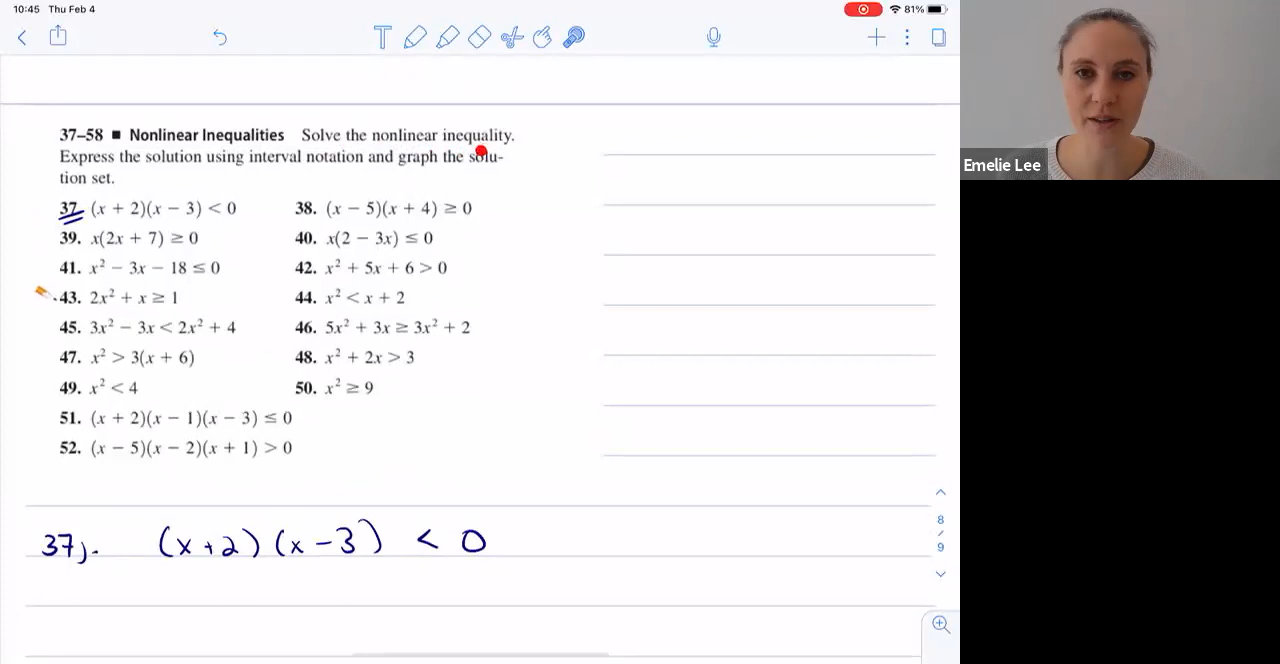 10:45 Thu Feb 4
81%
37–58 ■ Nonlinear Inequalities Solve the nonlinear inequality.
Express the solution using interval notation and graph the solu-
tion set.
37. (x + 2)(x − 3) < 0
38. (x − 5)(x + 4) ≥ 0
39. x(2x + 7) ≥ 0
40. x(2 − 3x) ≤ 0
41. x² − 3x − 18 ≤ 0
42. x² + 5x + 6 > 0
43. 2x² + x ≥ 1
44. x² < x + 2
45. 3x² − 3x < 2x² + 4
46. 5x² + 3x ≥ 3x² + 2
47. x² > 3(x + 6)
48. x² + 2x > 3
49. x² < 4
50. x² ≥ 9
51. (x + 2)(x − 1)(x − 3) ≤ 0
52. (x − 5)(x − 2)(x + 1) > 0
37). (x+2) (x−3) < 0
8
/
9
Emelie Lee